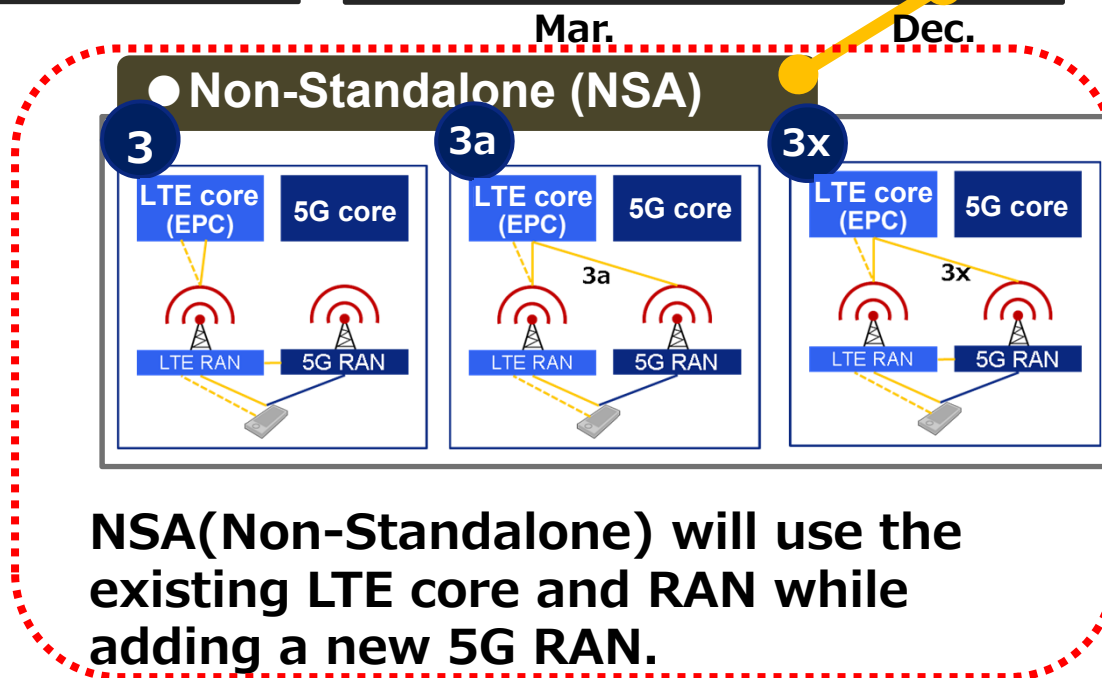 Mar.
Dec.
●Non-Standalone (NSA)
3
3a
3x
LTE core
(EPC)
5G core
LTE RAN
5G RAN
LTE core
(EPC)
5G core
3a
LTE RAN
5G RAN
LTE core
(EPC)
5G core
3x
LTE RAN
5G RAN
NSA(Non-Standalone) will use the
existing LTE core and RAN while
adding a new 5G RAN.